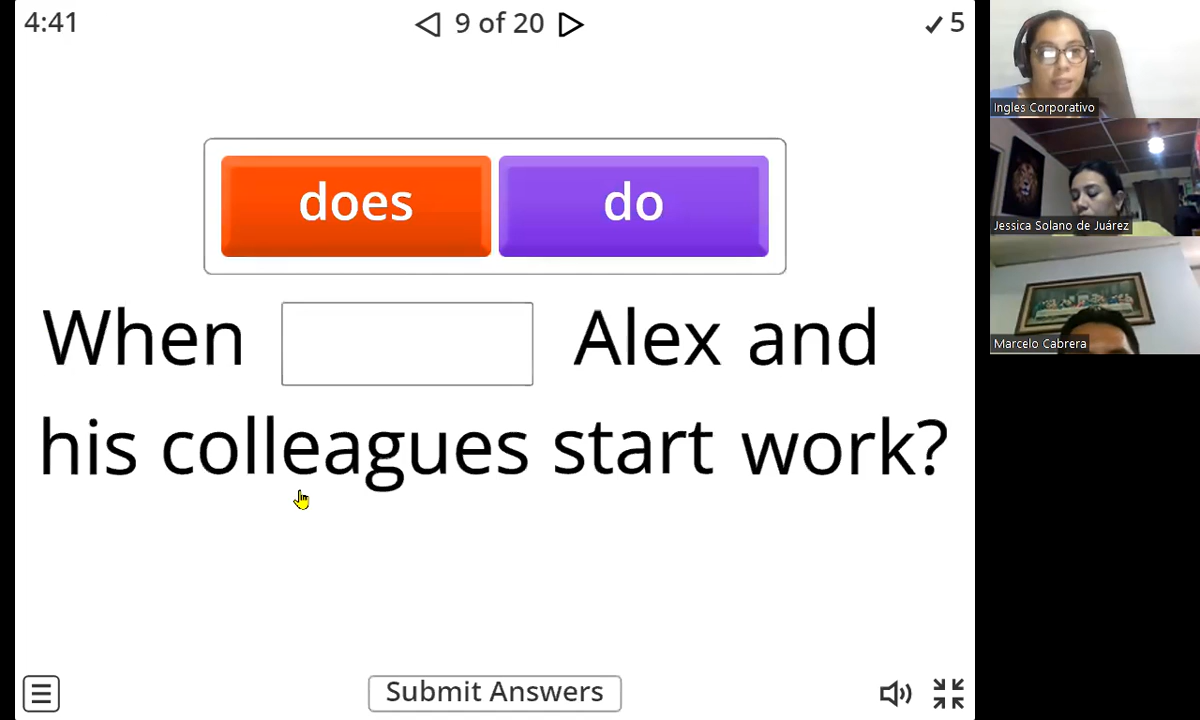 4:41
9 of 20
5
does
do
When Alex and
his colleagues start work?
Submit Answers
Ingles Corporativo
Jessica Solano de Juárez
Marcelo Cabrera